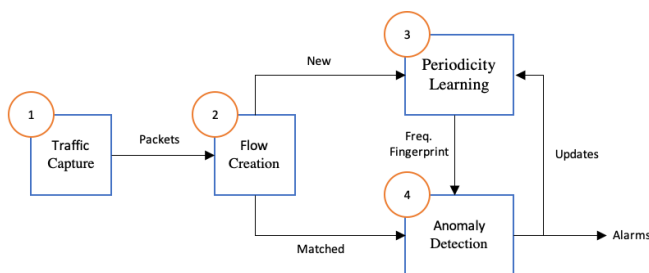 3
New
Periodicity
Learning
1
2
Packets
Traffic
Capture
Flow
Creation
Freq.
Fingerprint
Updates
4
Anomaly
Detection
Matched
Alarms